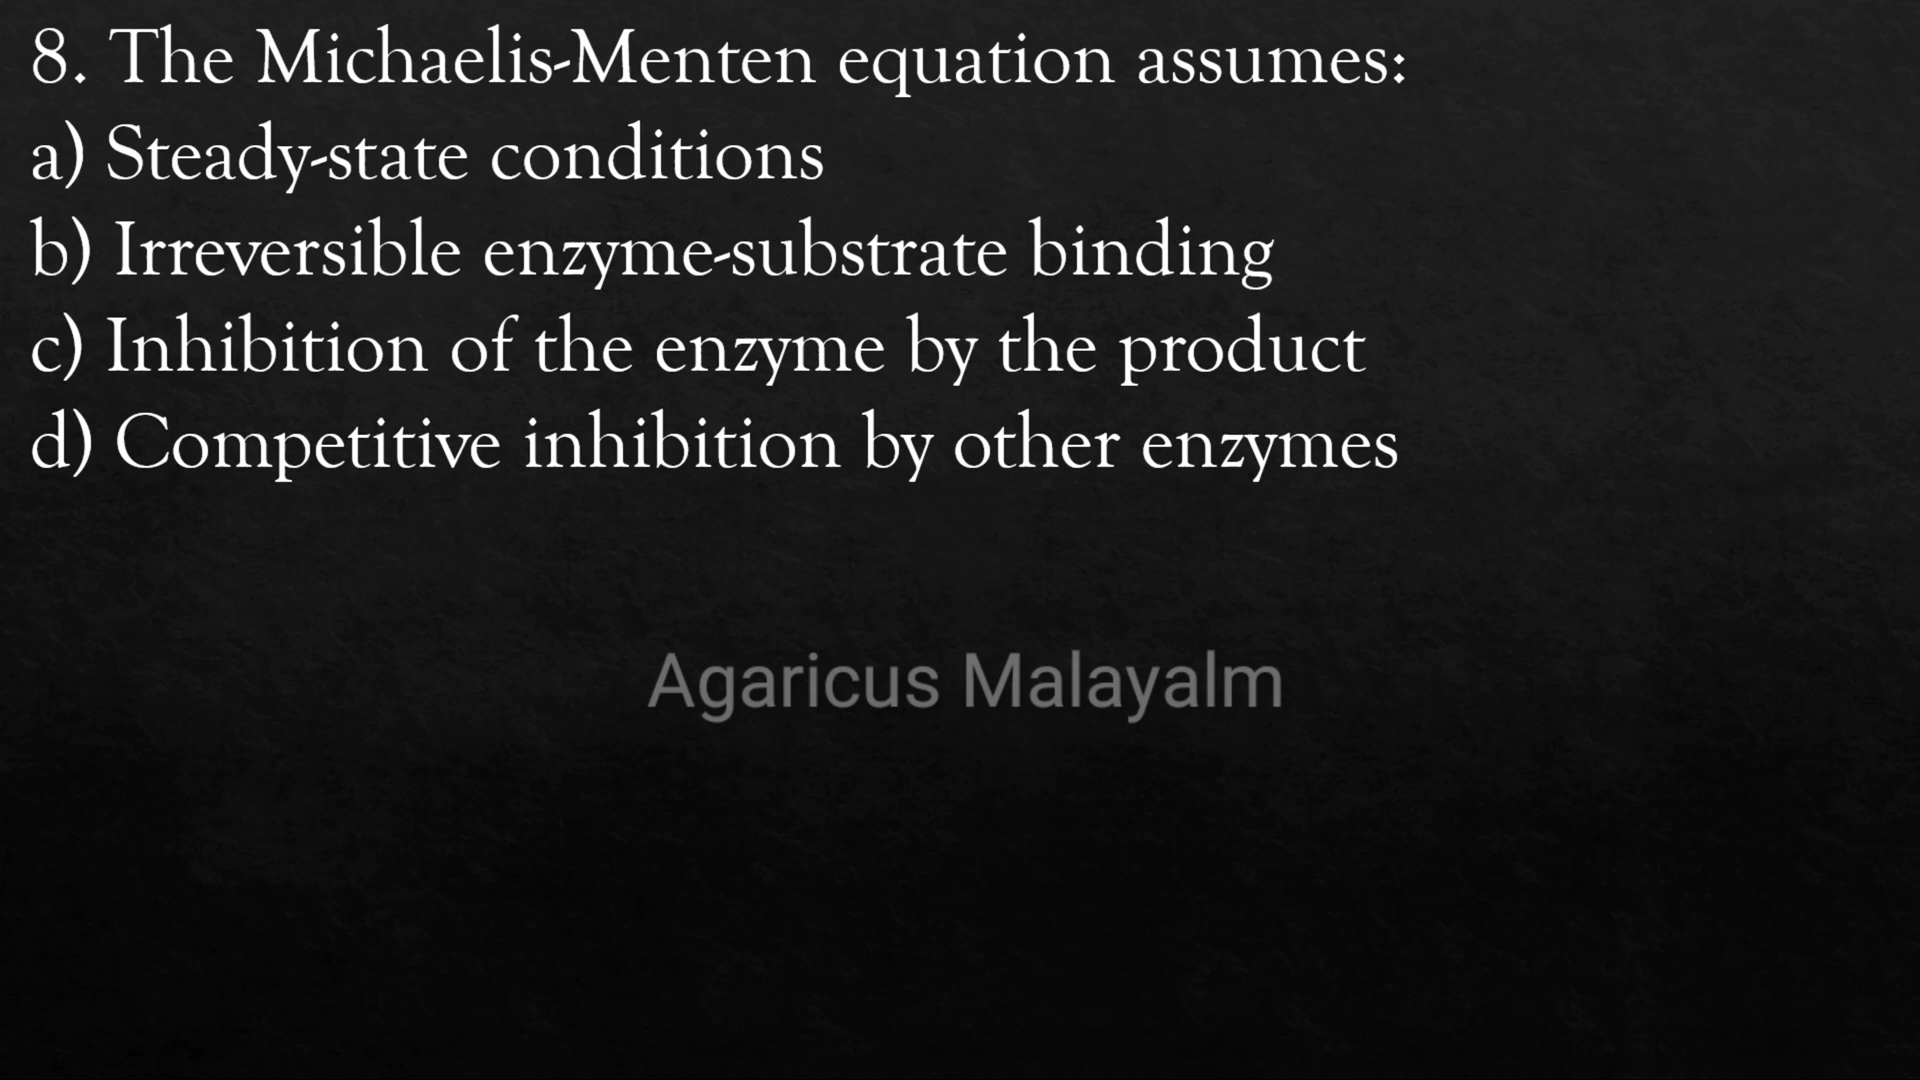 8. The Michaelis-Menten equation assumes:
a) Steady-state conditions
b) Irreversible enzyme-substrate binding
c) Inhibition of the enzyme by the product
d) Competitive inhibition by other enzymes
Agaricus Malayalm